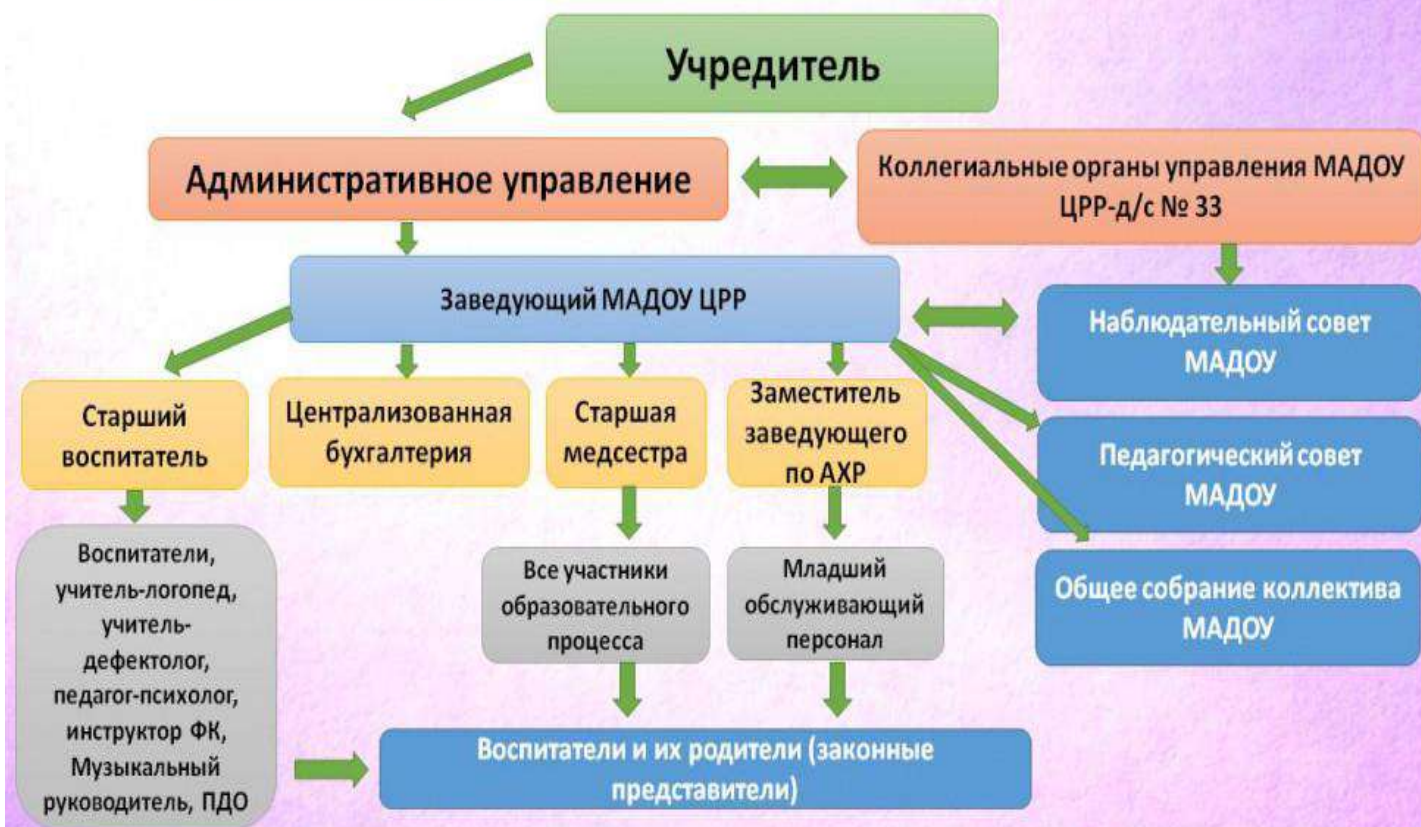 Учредитель
Административное управление
Коллегиальные органы управления МАДОУ
ЦРР-д/с № 33
Заведующий МАДОУ ЦРР
Наблюдательный совет
МАДОУ
Старший
воспитатель
Централизованная
бухгалтерия
Старшая
медсестра
Заместитель
заведующего
по АХР
Педагогический совет
МАДОУ
Воспитатели,
учитель-логопед,
учитель-
дефектолог,
педагог-психолог,
инструктор ФК,
Музыкальный
руководитель, ПДО
Все участники
образовательного
процесса
Младший
обслуживающий
персонал
Общее собрание коллектива
МАДОУ
Воспитатели и их родители (законные
представители)